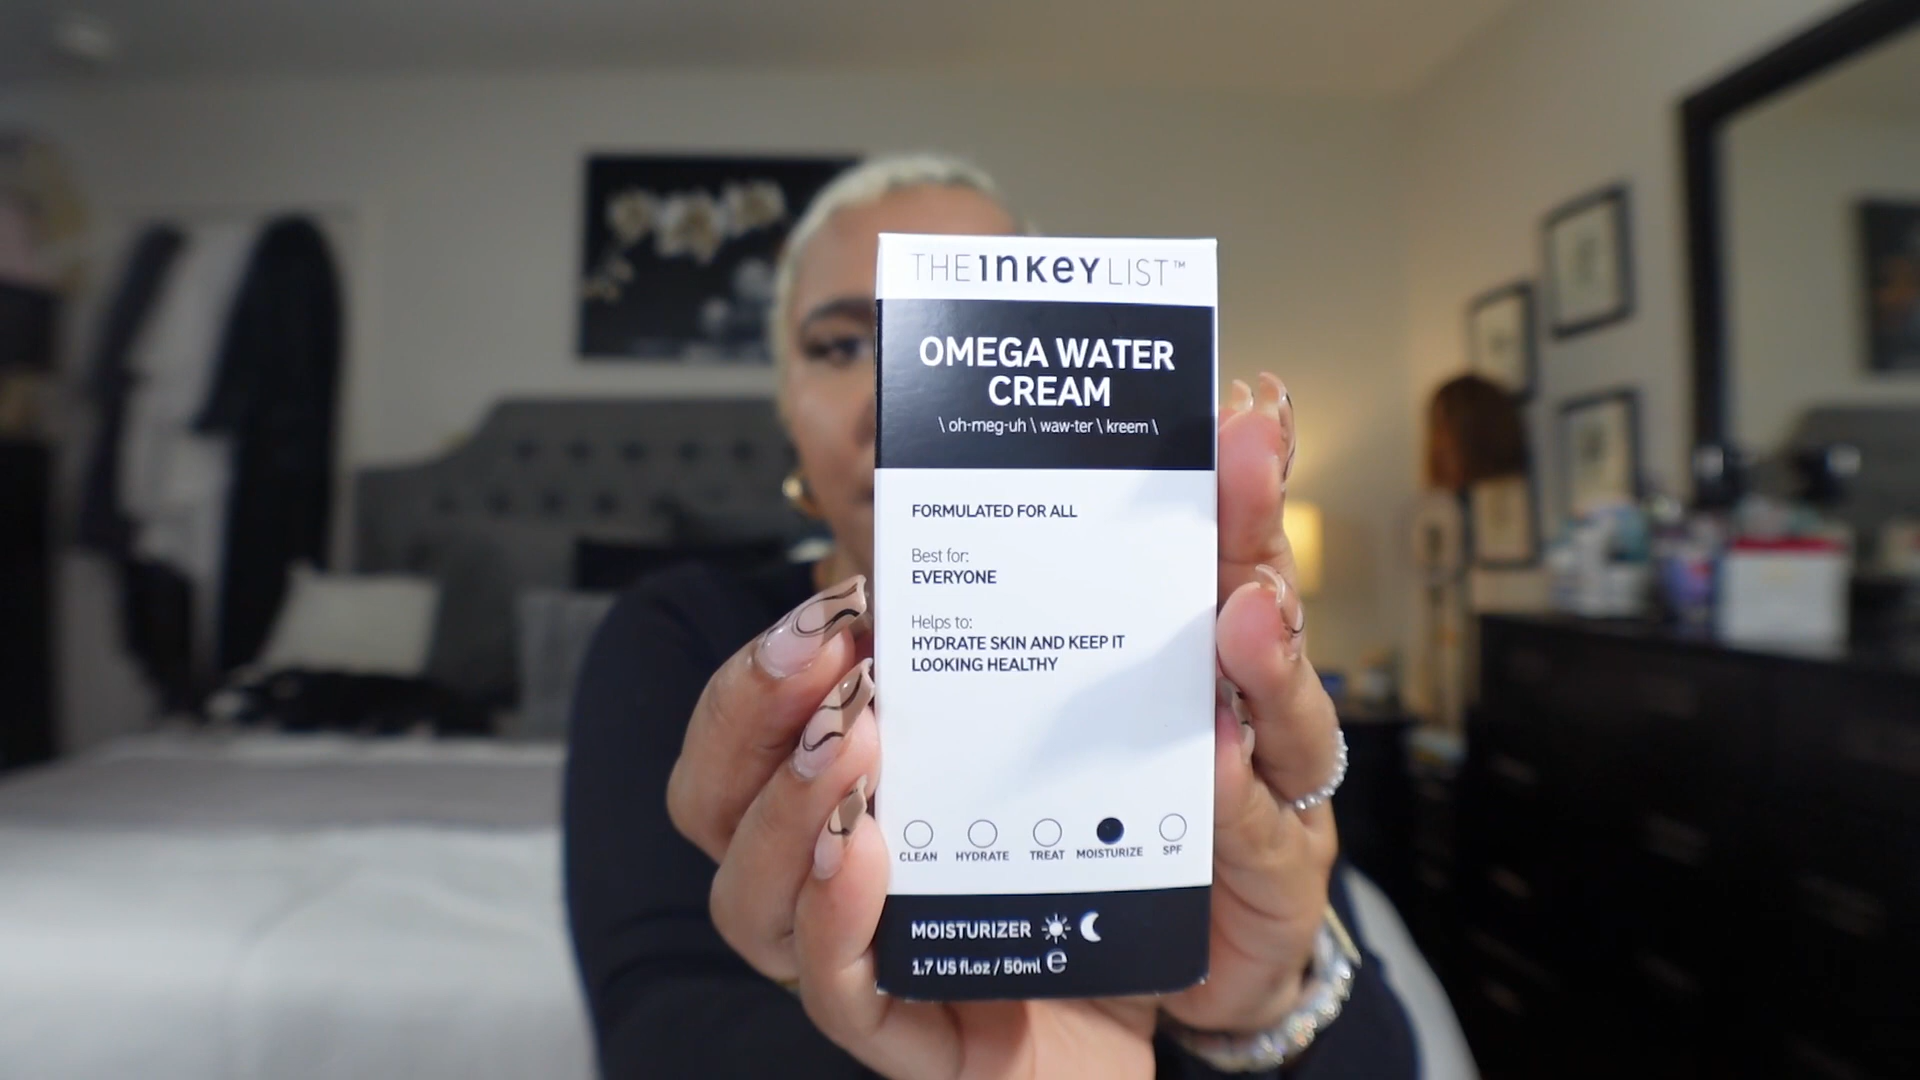 THE INKEY LIST™
OMEGA WATER
CREAM
\ oh-meg-uh \ waw-ter \ kreem \
FORMULATED FOR ALL
Best for:
EVERYONE
Helps to:
HYDRATE SKIN AND KEEP IT
LOOKING HEALTHY
CLEAN HYDRATE TREAT MOISTURIZE SPF
MOISTURIZER
1.7 US fl.oz / 50ml ℮